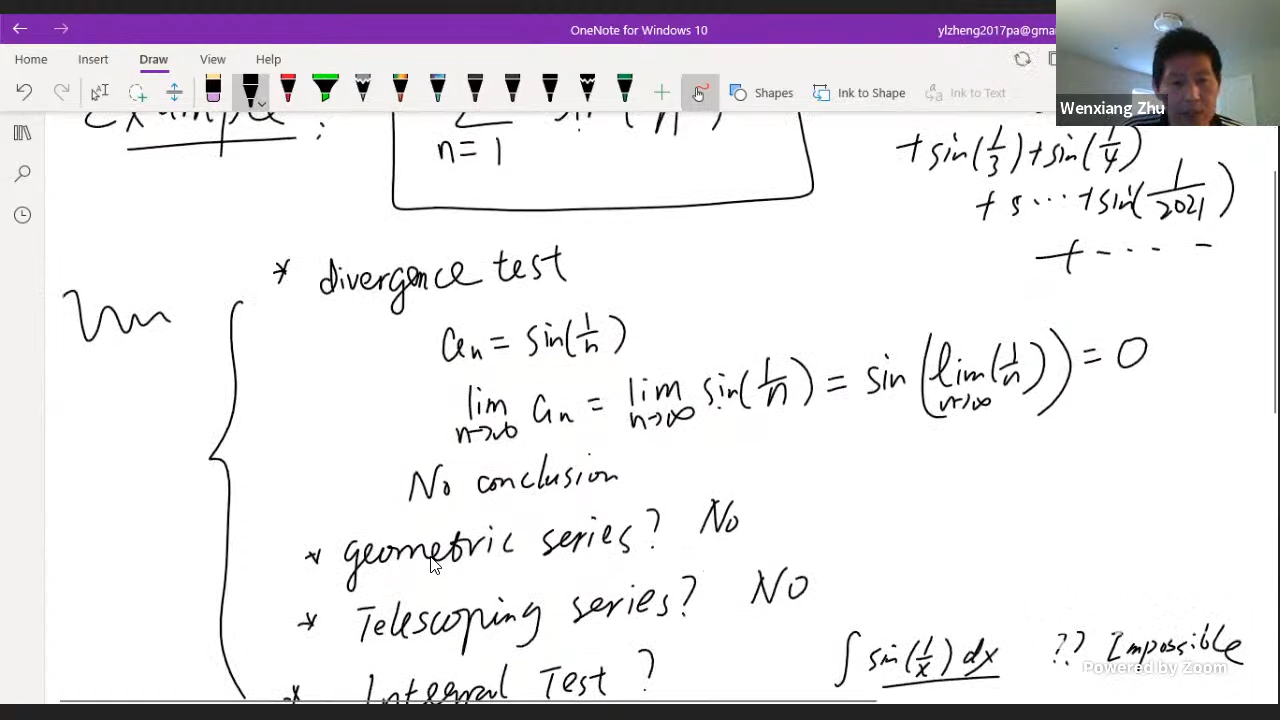 OneNote for Windows 10
ylzheng2017pa@gma
Home Insert Draw View Help
Shapes Ink to Shape Ink to Text
Wenxiang Zhu
Example :
n = 1
+ sin(1/3) + sin(1/4)
+ s ... + sin(1/2021)
+ - . . . -
* divergence test
an = sin(1/n)
lim n→∞ an = lim n→∞ sin(1/n) = sin(lim n→∞ (1/n)) = 0
No conclusion
* geometric series? No
* Telescoping series? NO
* Integral Test ?
∫ sin(1/x) dx ?? Impossible
Powered by Zoom